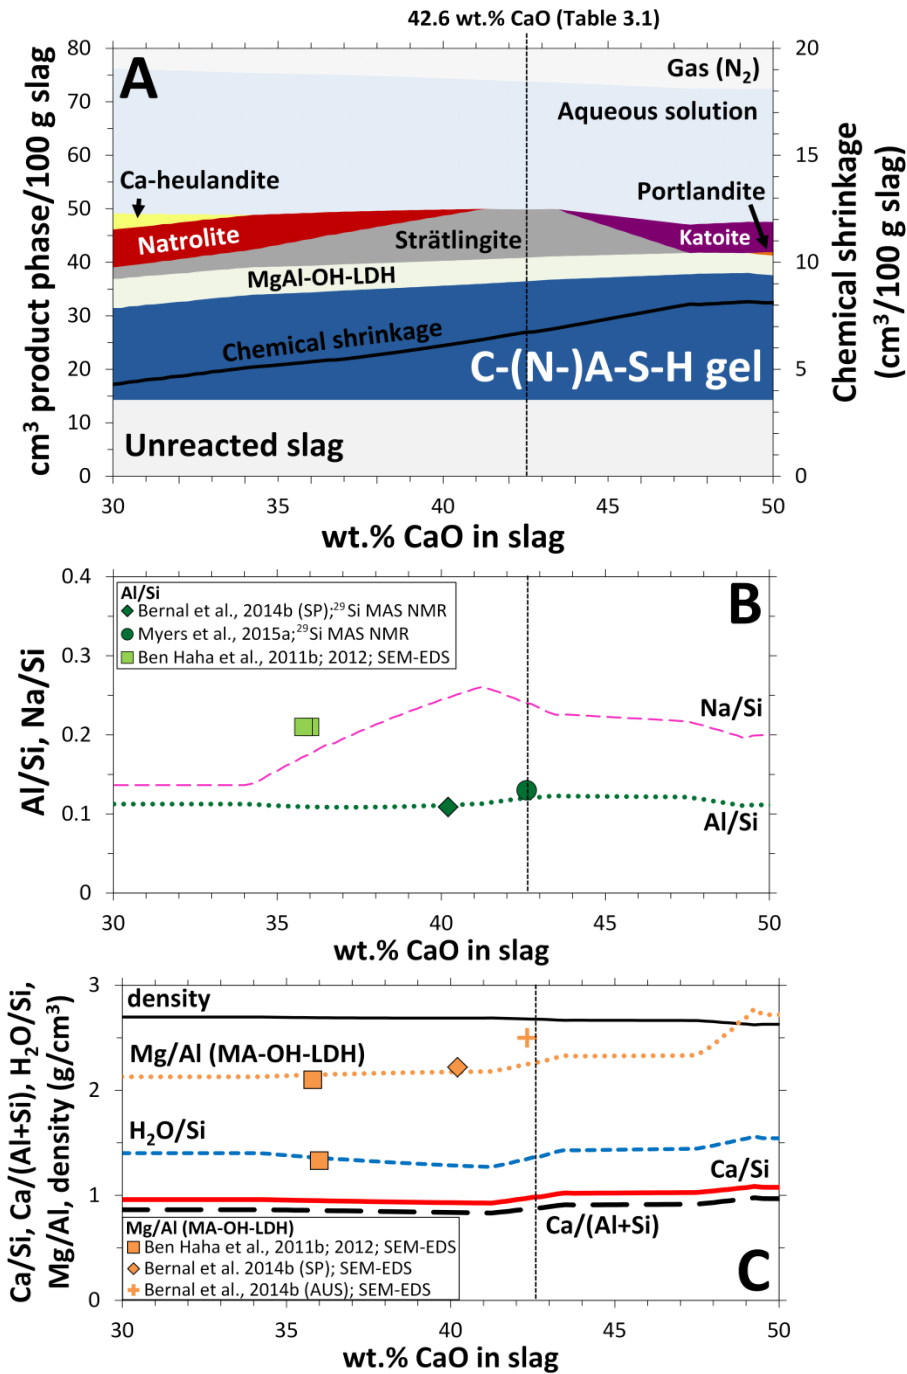 42.6 wt.% CaO (Table 3.1)
A
Gas (N₂)
Aqueous solution
Ca-heulandite
Portlandite
Natrolite
Strätlingite
Katoite
MgAl-OH-LDH
Chemical shrinkage
C-(N-)A-S-H gel
Unreacted slag
cm³ product phase/100 g slag
80
70
60
50
40
30
20
10
0
20
15
10
5
0
Chemical shrinkage
(cm³/100 g slag)
30 35 40 45 50
wt.% CaO in slag
B
Al/Si
Bernal et al., 2014b (SP);²⁹Si MAS NMR
Myers et al., 2015a;²⁹Si MAS NMR
Ben Haha et al., 2011b; 2012; SEM-EDS
Na/Si
Al/Si
Al/Si, Na/Si
0.4
0.3
0.2
0.1
0
30 35 40 45 50
wt.% CaO in slag
density
Mg/Al (MA-OH-LDH)
H₂O/Si
Ca/Si
Ca/(Al+Si)
Mg/Al (MA-OH-LDH)
Ben Haha et al., 2011b; 2012; SEM-EDS
Bernal et al. 2014b (SP); SEM-EDS
Bernal et al., 2014b (AUS); SEM-EDS
C
Ca/Si, Ca/(Al+Si), H₂O/Si,
Mg/Al, density (g/cm³)
3
2
1
0
30 35 40 45 50
wt.% CaO in slag